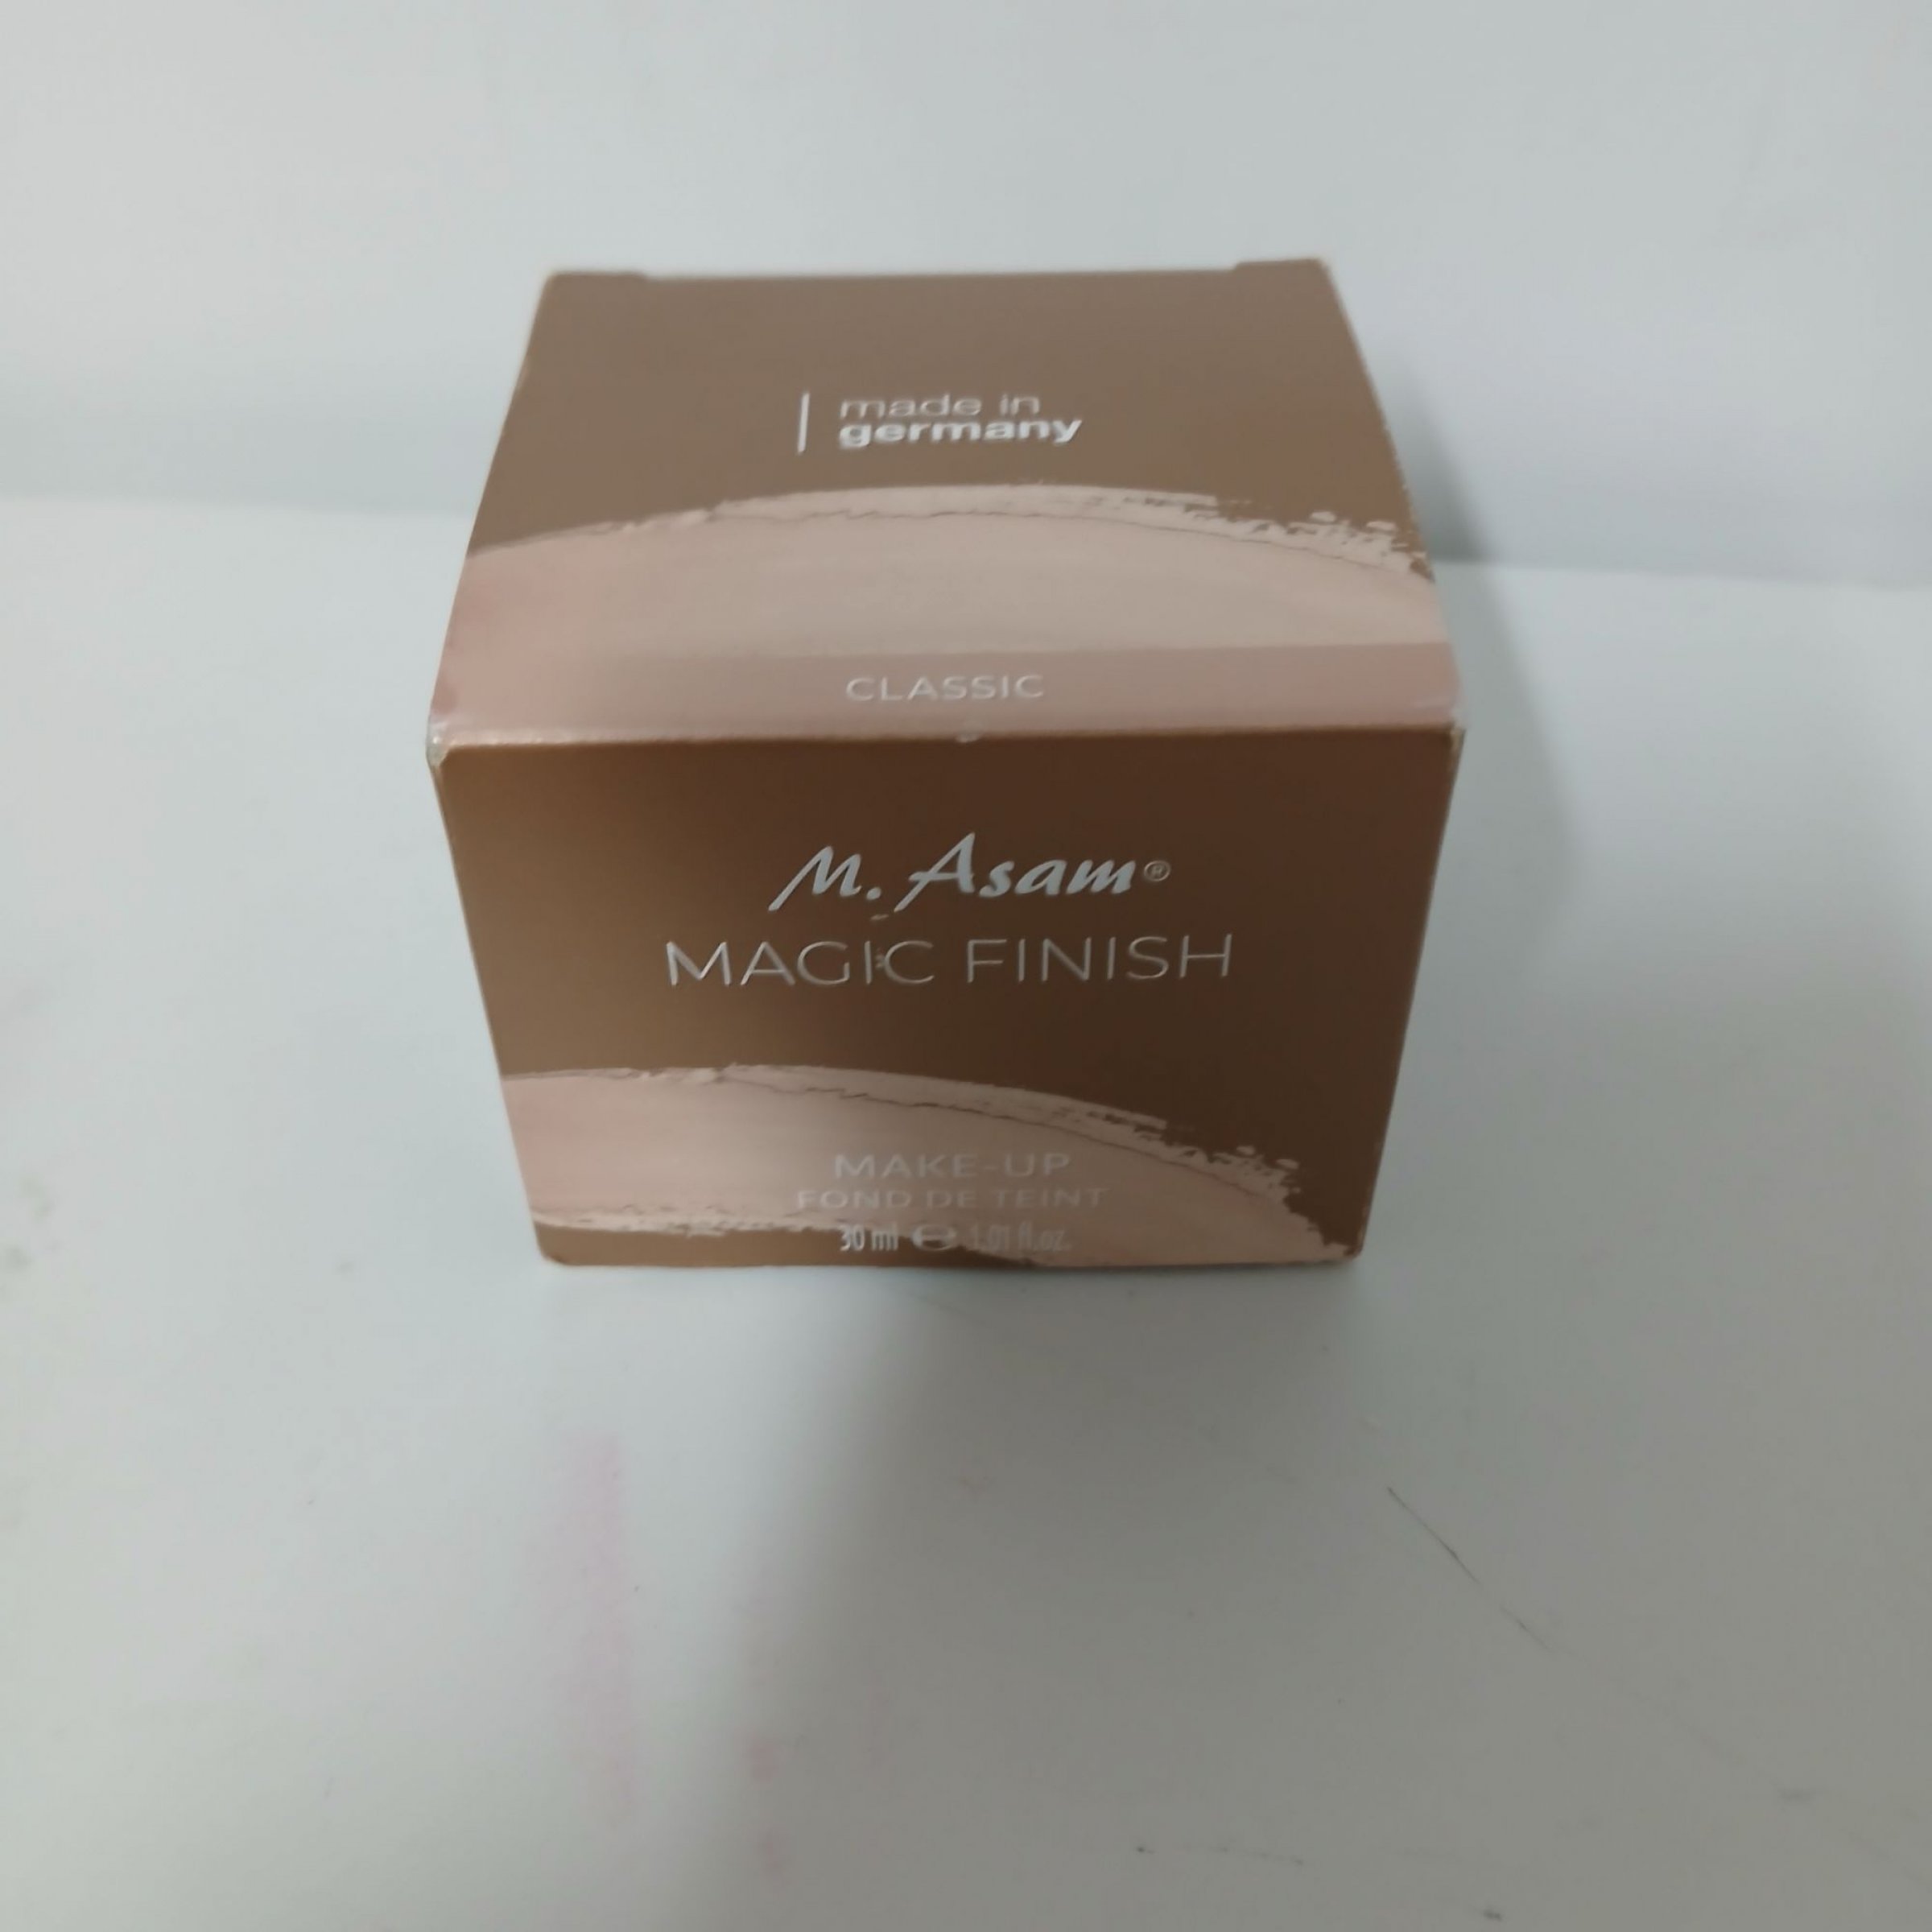 made in
germany
CLASSIC
M. Asam®
MAGIC FINISH
MAKE-UP
FOND DE TEINT
30 ml ℮ 1.01 fl.oz.